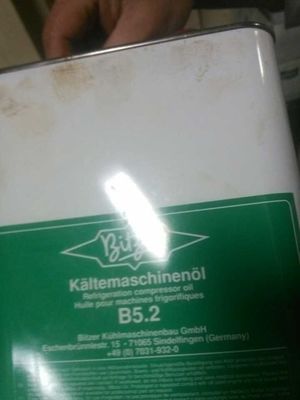 Bitzer
Kältemaschinenöl
Refrigeration compressor oil
Huile pour machines trigorifiques
B5.2
Bitzer Kühlmaschinenbau GmbH
Eschenbrünnlestr. 15 - 71065 Sindelfingen (Germany)
+49 (0) 7031-932-0